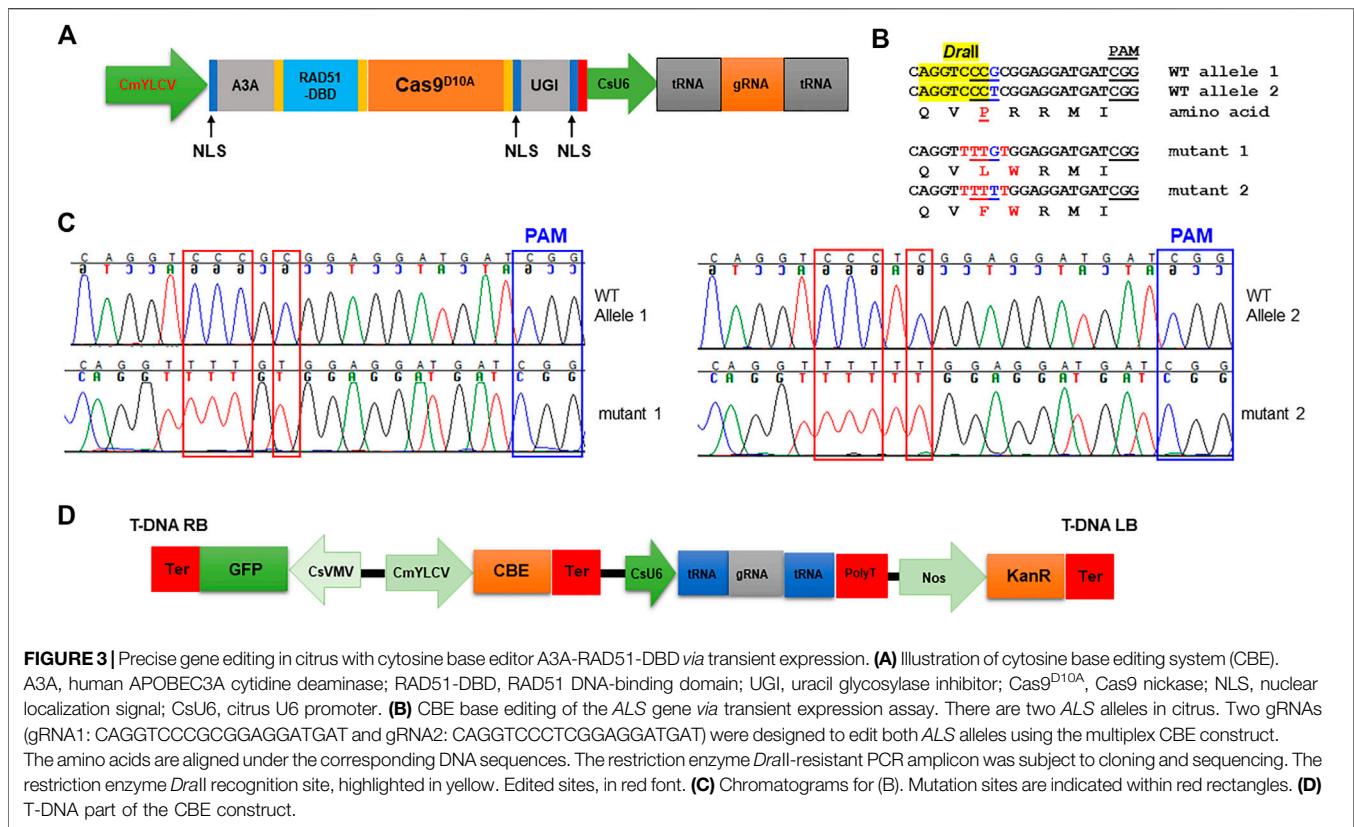 A
CmYLCV
A3A
RAD51
-DBD
Cas9D10A
UGI
CsU6
tRNA
gRNA
tRNA
NLS
NLS
NLS
B
DraII
PAM
CAGGTCCCGCGGAGGATGATCGG WT allele 1
CAGGTCCCTCGGAGGATGATCGG WT allele 2
Q V P R R M I amino acid
CAGGTTTTGTGGAGGATGATCGG mutant 1
Q V L W R M I
CAGGTTTTTTGGAGGATGATCGG mutant 2
Q V F W R M I
C
PAM
C A G G T C C C G C G G A G G A T G A T C G G
WT
Allele 1
C A G G T T T T G T G G A G G A T G A T C G G
C A G G T T T T G T G G A G G A T G A T C G G
mutant 1
PAM
C A G G T C C C T C G G A G G A T G A T C G G
WT
Allele 2
C A G G T T T T T T G G A G G A T G A T C G G
C A G G T T T T T T G G A G G A T G A T C G G
mutant 2
D
T-DNA RB
T-DNA LB
Ter
GFP
CsVMV
CmYLCV
CBE
Ter
CsU6
tRNA
gRNA
tRNA
PolyT
Nos
KanR
Ter
FIGURE 3 | Precise gene editing in citrus with cytosine base editor A3A-RAD51-DBD via transient expression. (A) Illustration of cytosine base editing system (CBE).
A3A, human APOBEC3A cytidine deaminase; RAD51-DBD, RAD51 DNA-binding domain; UGI, uracil glycosylase inhibitor; Cas9D10A, Cas9 nickase; NLS, nuclear
localization signal; CsU6, citrus U6 promoter. (B) CBE base editing of the ALS gene via transient expression assay. There are two ALS alleles in citrus. Two gRNAs
(gRNA1: CAGGTCCCGCGGAGGATGAT and gRNA2: CAGGTCCCTCGGAGGATGAT) were designed to edit both ALS alleles using the multiplex CBE construct.
The amino acids are aligned under the corresponding DNA sequences. The restriction enzyme DraII-resistant PCR amplicon was subject to cloning and sequencing. The
restriction enzyme DraII recognition site, highlighted in yellow. Edited sites, in red font. (C) Chromatograms for (B). Mutation sites are indicated within red rectangles. (D)
T-DNA part of the CBE construct.